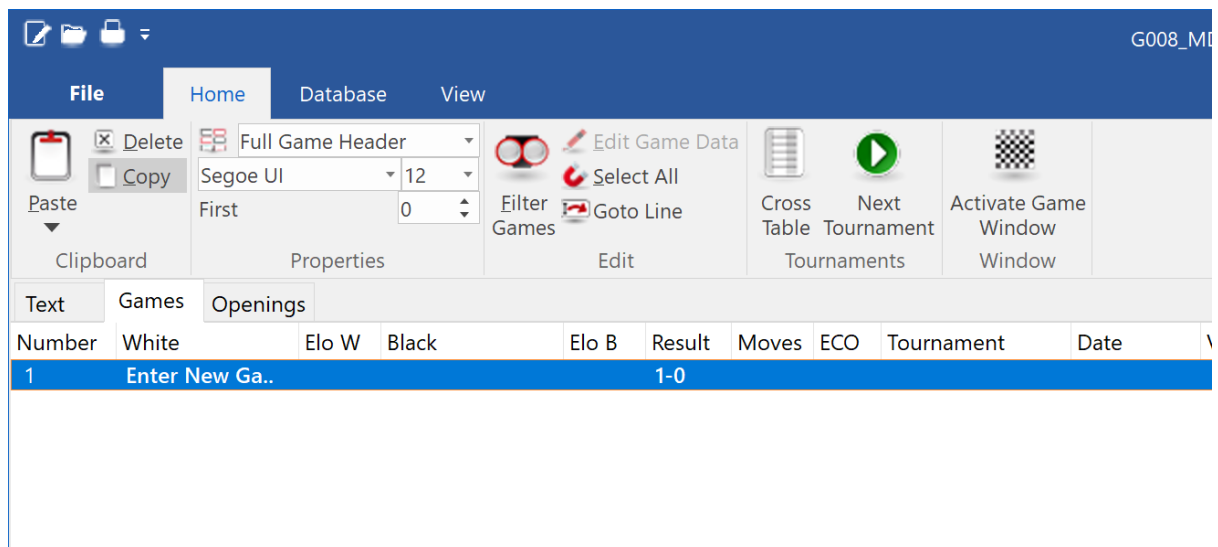 G008_MD
File Home Database View
Delete Full Game Header Edit Game Data
Copy Segoe UI 12 Select All
Paste First 0 Filter Goto Line Cross Next Activate Game
Games Table Tournament Window
Clipboard Properties Edit Tournaments Window
Text Games Openings
Number White Elo W Black Elo B Result Moves ECO Tournament Date
1 Enter New Ga.. 1-0